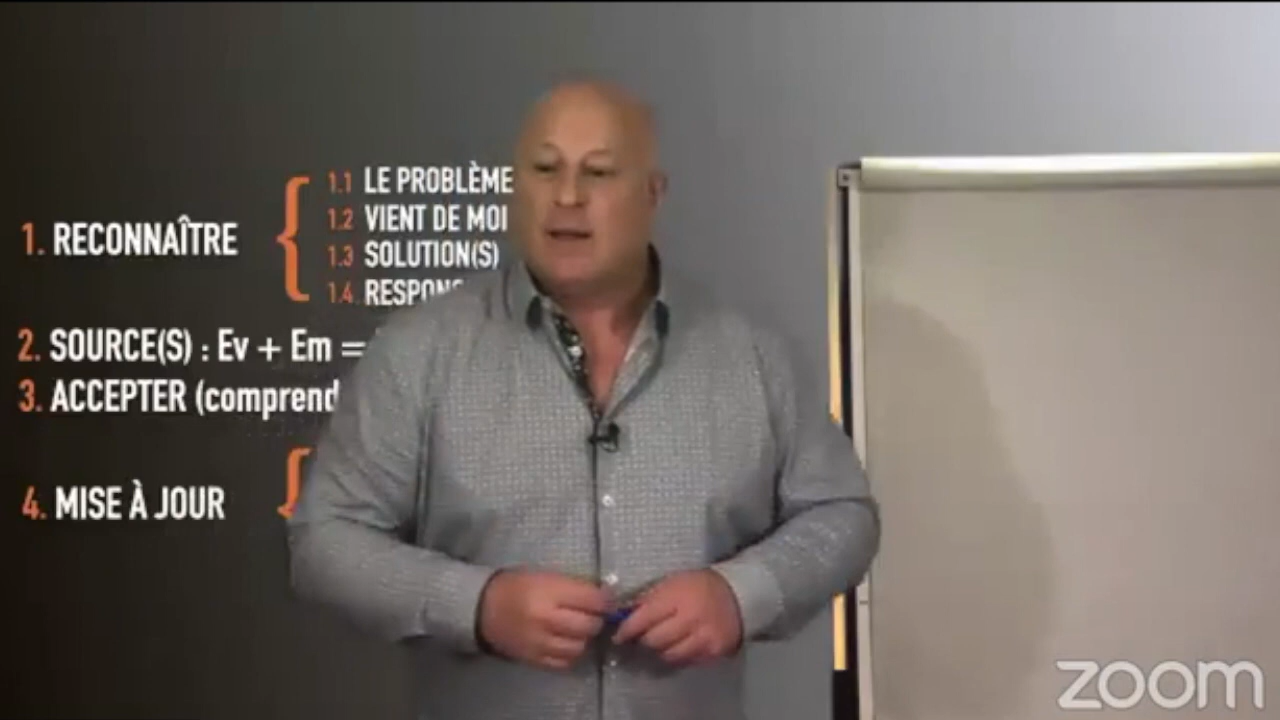 1. RECONNAÎTRE
1.1 LE PROBLÈME
1.2 VIENT DE MOI
1.3 SOLUTION(S)
1.4
2. SOURCE(S) : Ev + Em =
3. ACCEPTER
4. MISE À JOUR
zoom